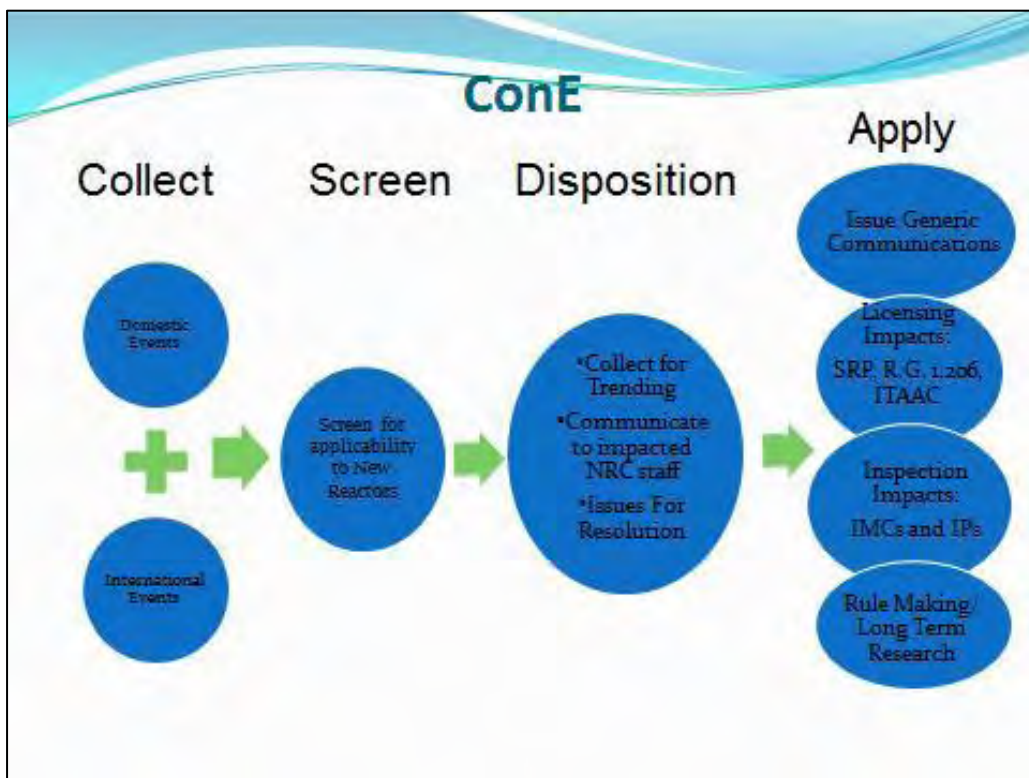 ConE
Collect
Screen
Disposition
Apply
Domestic
Events
International
Events
Screen for
applicability
to New
Reactors
•Collect for
Trending
•Communicate
to impacted
NRC staff
•Issues For
Resolution
Issue Generic
Communications
Licensing
Impacts:
SRP, R.G. 1.206,
ITAAC
Inspection
Impacts:
IMCs and IPs
Rule Making/
Long Term
Research